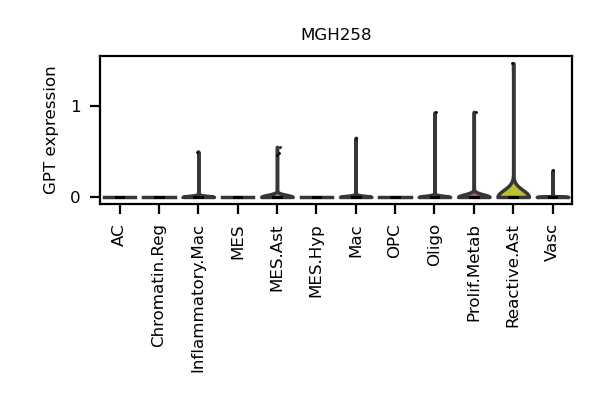 MGH258
GPT expression
1
0
AC
Chromatin.Reg
Inflammatory.Mac
MES
MES.Ast
MES.Hyp
Mac
OPC
Oligo
Prolif.Metab
Reactive.Ast
Vasc